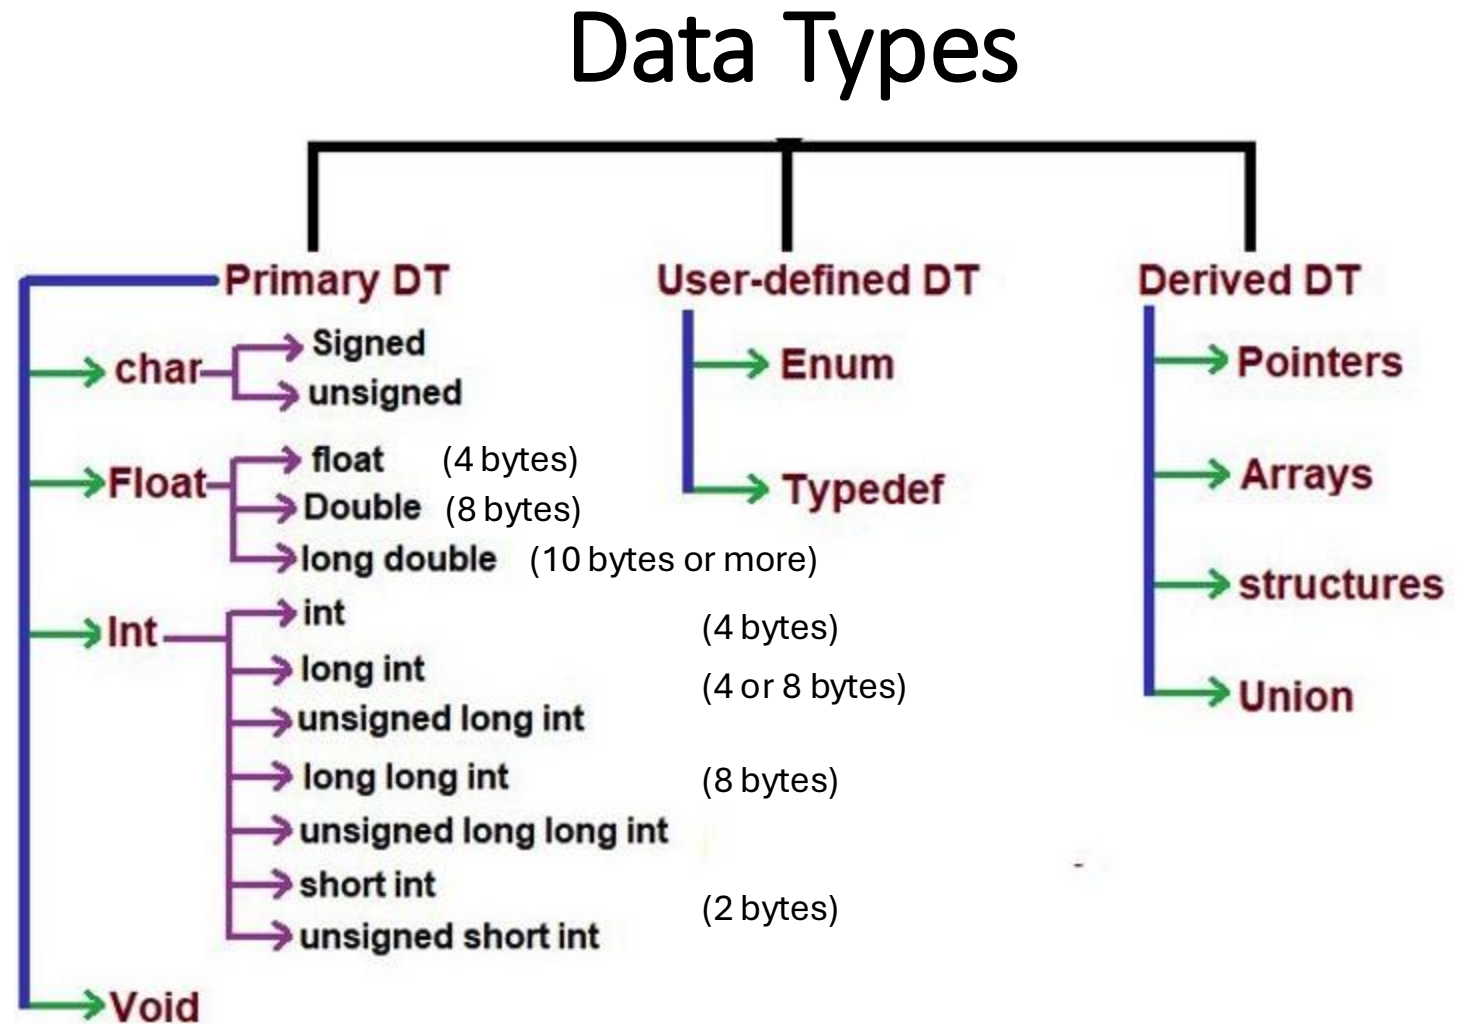 Data Types
Primary DT
char
Signed
unsigned
Float
float (4 bytes)
Double (8 bytes)
long double (10 bytes or more)
Int
int (4 bytes)
long int (4 or 8 bytes)
unsigned long int
long long int (8 bytes)
unsigned long long int
short int (2 bytes)
unsigned short int
Void
User-defined DT
Enum
Typedef
Derived DT
Pointers
Arrays
structures
Union